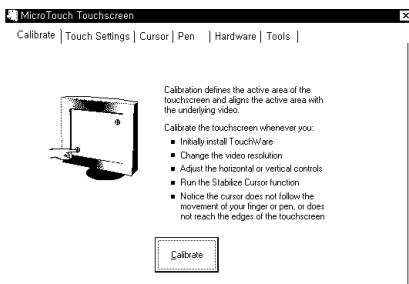 MicroTouch Touchscreen
Calibrate | Touch Settings | Cursor | Pen | Hardware | Tools |
Calibration defines the active area of the
touchscreen and aligns the active area with
the underlying video.
Calibrate the touchscreen whenever you:
▪ Initially install TouchWare
▪ Change the video resolution
▪ Adjust the horizontal or vertical controls
▪ Run the Stabilize Cursor function
▪ Notice the cursor does not follow the
movement of your finger or pen, or does
not reach the edges of the touchscreen
Calibrate